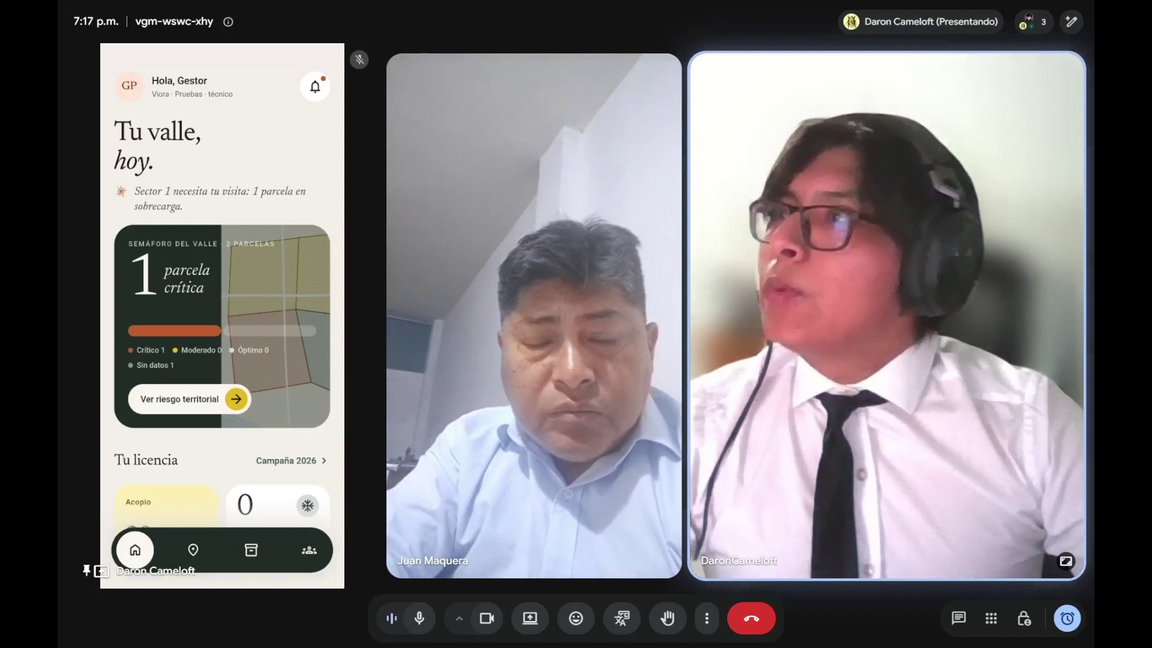 7:17 p.m. | vgm-wswc-xhy
Daron Cameloft (Presentando)
3
GP
Hola, Gestor
Viora · Pruebas · técnico
Tu valle,
hoy.
Sector 1 necesita tu visita: 1 parcela en
sobrecarga.
SEMÁFORO DEL VALLE · 2 PARCELAS
1 parcela
crítica
Crítico 1 Moderado 0 Óptimo 0
Sin datos 1
Ver riesgo territorial
Tu licencia
Campaña 2026
Acopio
0
Daron Cameloft
Juan Maquera
DaronCameloft